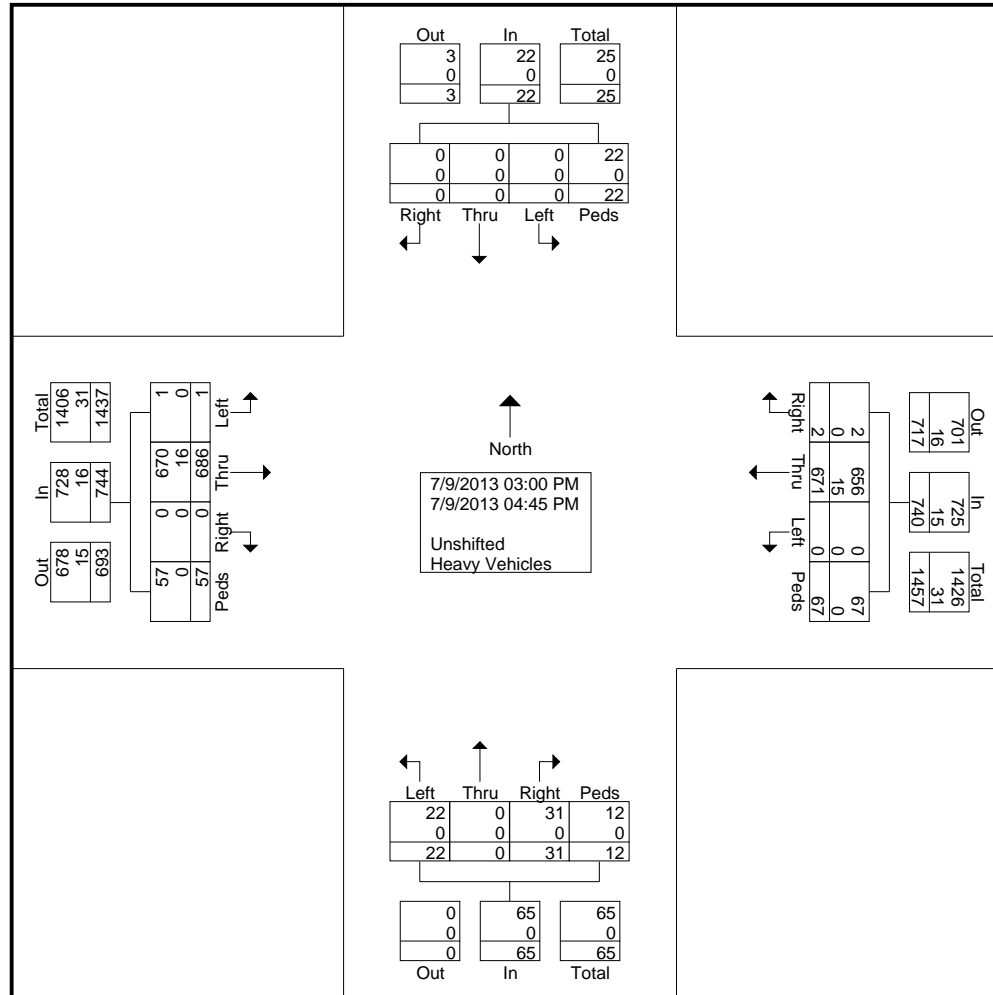 Out In Total
3 22 25
0 0 0
3 22 25
0 0 0 22
0 0 0 0
0 0 0 22
Right Thru Left Peds
Total In Out
1406 728 678
31 16 15
1437 744 693
Left Thru Right Peds
1 670 0 57
0 16 0 0
1 686 0 57
North
7/9/2013 03:00 PM
7/9/2013 04:45 PM
Unshifted
Heavy Vehicles
Right Thru Left Peds
2 656 0 67
0 15 0 0
2 671 0 67
Out In Total
701 725 1426
16 15 31
717 740 1457
Left Thru Right Peds
22 0 31 12
0 0 0 0
22 0 31 12
0 65 65
0 0 0
0 65 65
Out In Total